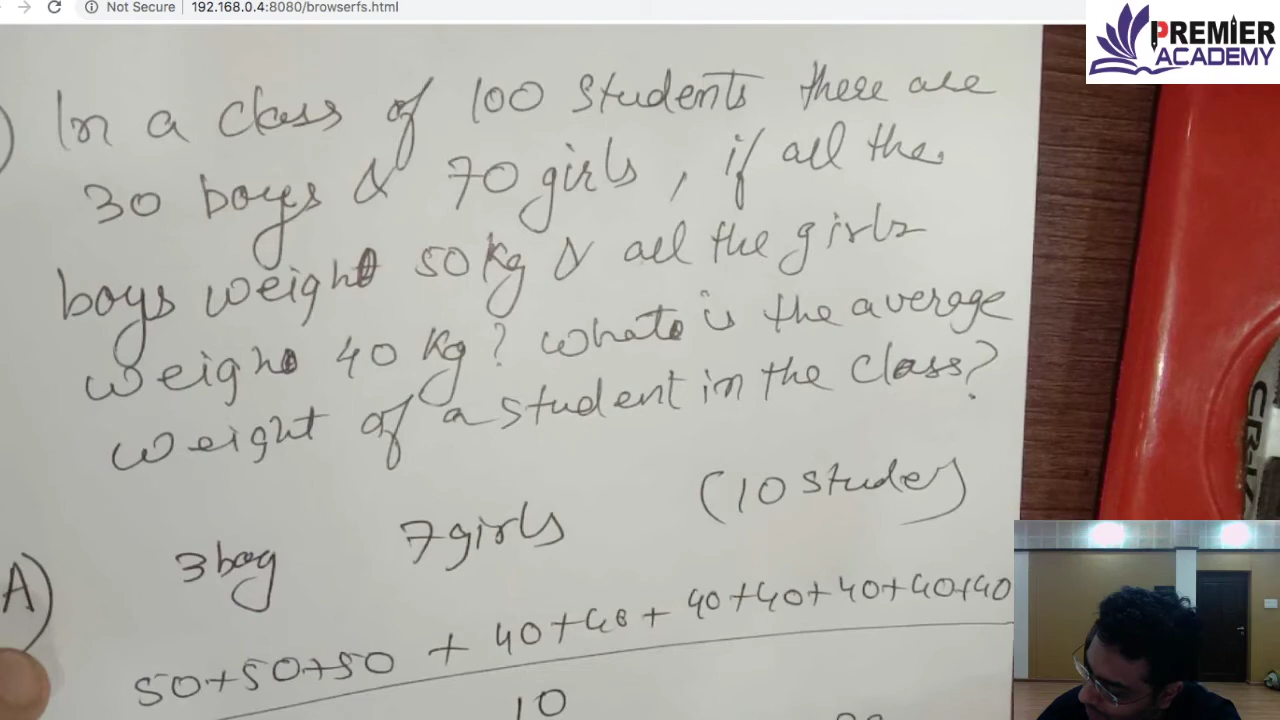 Not Secure | 192.168.0.4:8080/browserfs.html
PREMIER
ACADEMY
In a class of 100 students there are
30 boys & 70 girls, if all the
boys weight 50 kg & all the girls
weight 40 kg? What is the average
weight of a student in the class?
(10 studes)
3 boy 7 girls
A)
50+50+50 + 40+40+ 40+40+40+40+40
10